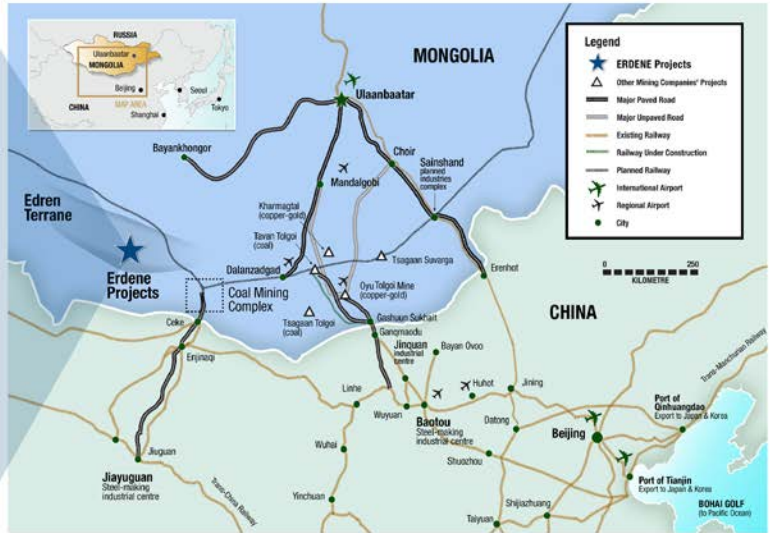 RUSSIA
Ulaanbaatar
MONGOLIA
Beijing
Seoul
Tokyo
CHINA
MAP AREA
Shanghai
MONGOLIA
Legend
ERDENE Projects
Other Mining Companies' Projects
Major Paved Road
Major Unpaved Road
Existing Railway
Railway Under Construction
Planned Railway
International Airport
Regional Airport
City
0 250
KILOMETRE
Ulaanbaatar
Bayankhongor
Choir
Sainshand
planned
industries
complex
Mandalgobi
Edren
Terrane
Kharmagtai
(copper-gold)
Tavan Tolgoi
(coal)
Tsagaan Suvarga
Erdene
Projects
Dalanzadgad
Coal Mining
Complex
Oyu Tolgoi Mine
(copper-gold)
Erenhot
Tsagaan Tolgoi
(coal)
Gashuun Sukhait
Ganqmaodu
CHINA
Ceke
Enjinaqi
Jinquan
industrial
centre
Bayan Ovoo
Linhe
Huhot
Jining
Wuyuan
Baotou
Steel-making
industrial centre
Datong
Beijing
Trans-Manchurian Railway
Port of
Qinhuangdao
Export to Japan & Korea
Jiuguan
Jiayuguan
Steel-making
industrial centre
Wuhai
Shuozhou
Port of Tianjin
Export to Japan & Korea
Trans-China Railway
Yinchuan
Shijiazhuang
Taiyuan
BOHAI GOLF
(to Pacific Ocean)